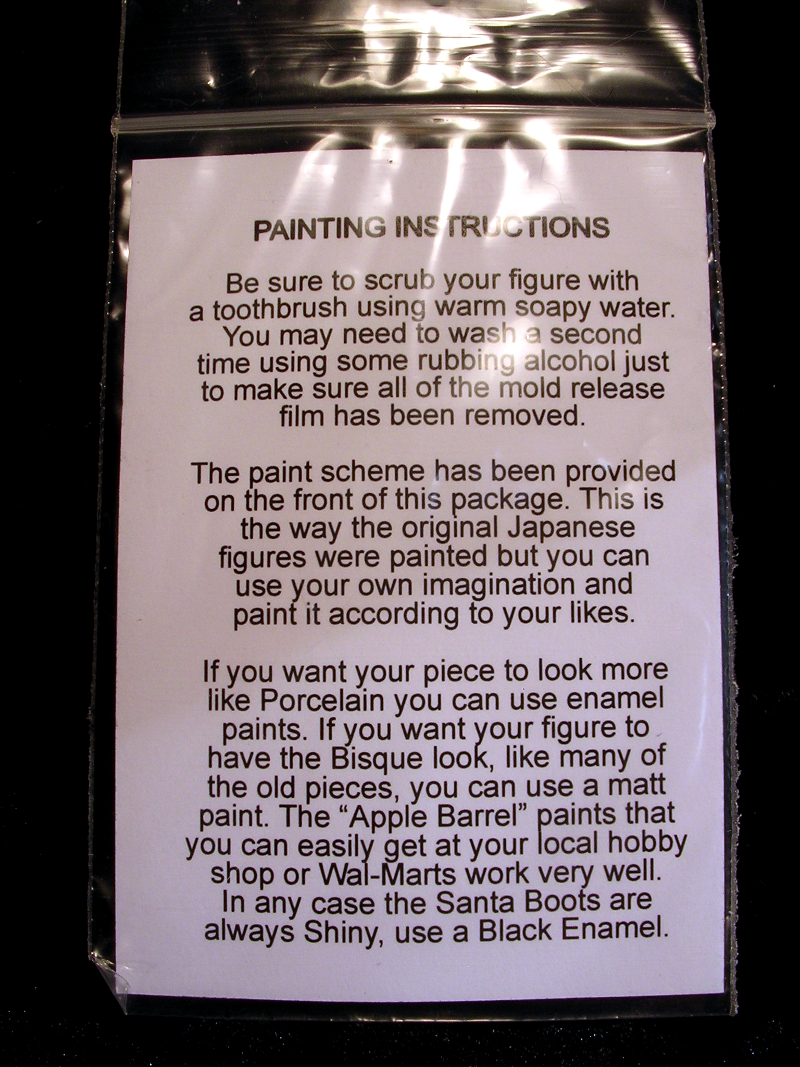 PAINTING INSTRUCTIONS
Be sure to scrub your figure with
a toothbrush using warm soapy water.
You may need to wash a second
time using some rubbing alcohol just
to make sure all of the mold release
film has been removed.
The paint scheme has been provided
on the front of this package. This is
the way the original Japanese
figures were painted but you can
use your own imagination and
paint it according to your likes.
If you want your piece to look more
like Porcelain you can use enamel
paints. If you want your figure to
have the Bisque look, like many of
the old pieces, you can use a matt
paint. The “Apple Barrel” paints that
you can easily get at your local hobby
shop or Wal-Marts work very well.
In any case the Santa Boots are
always Shiny, use a Black Enamel.